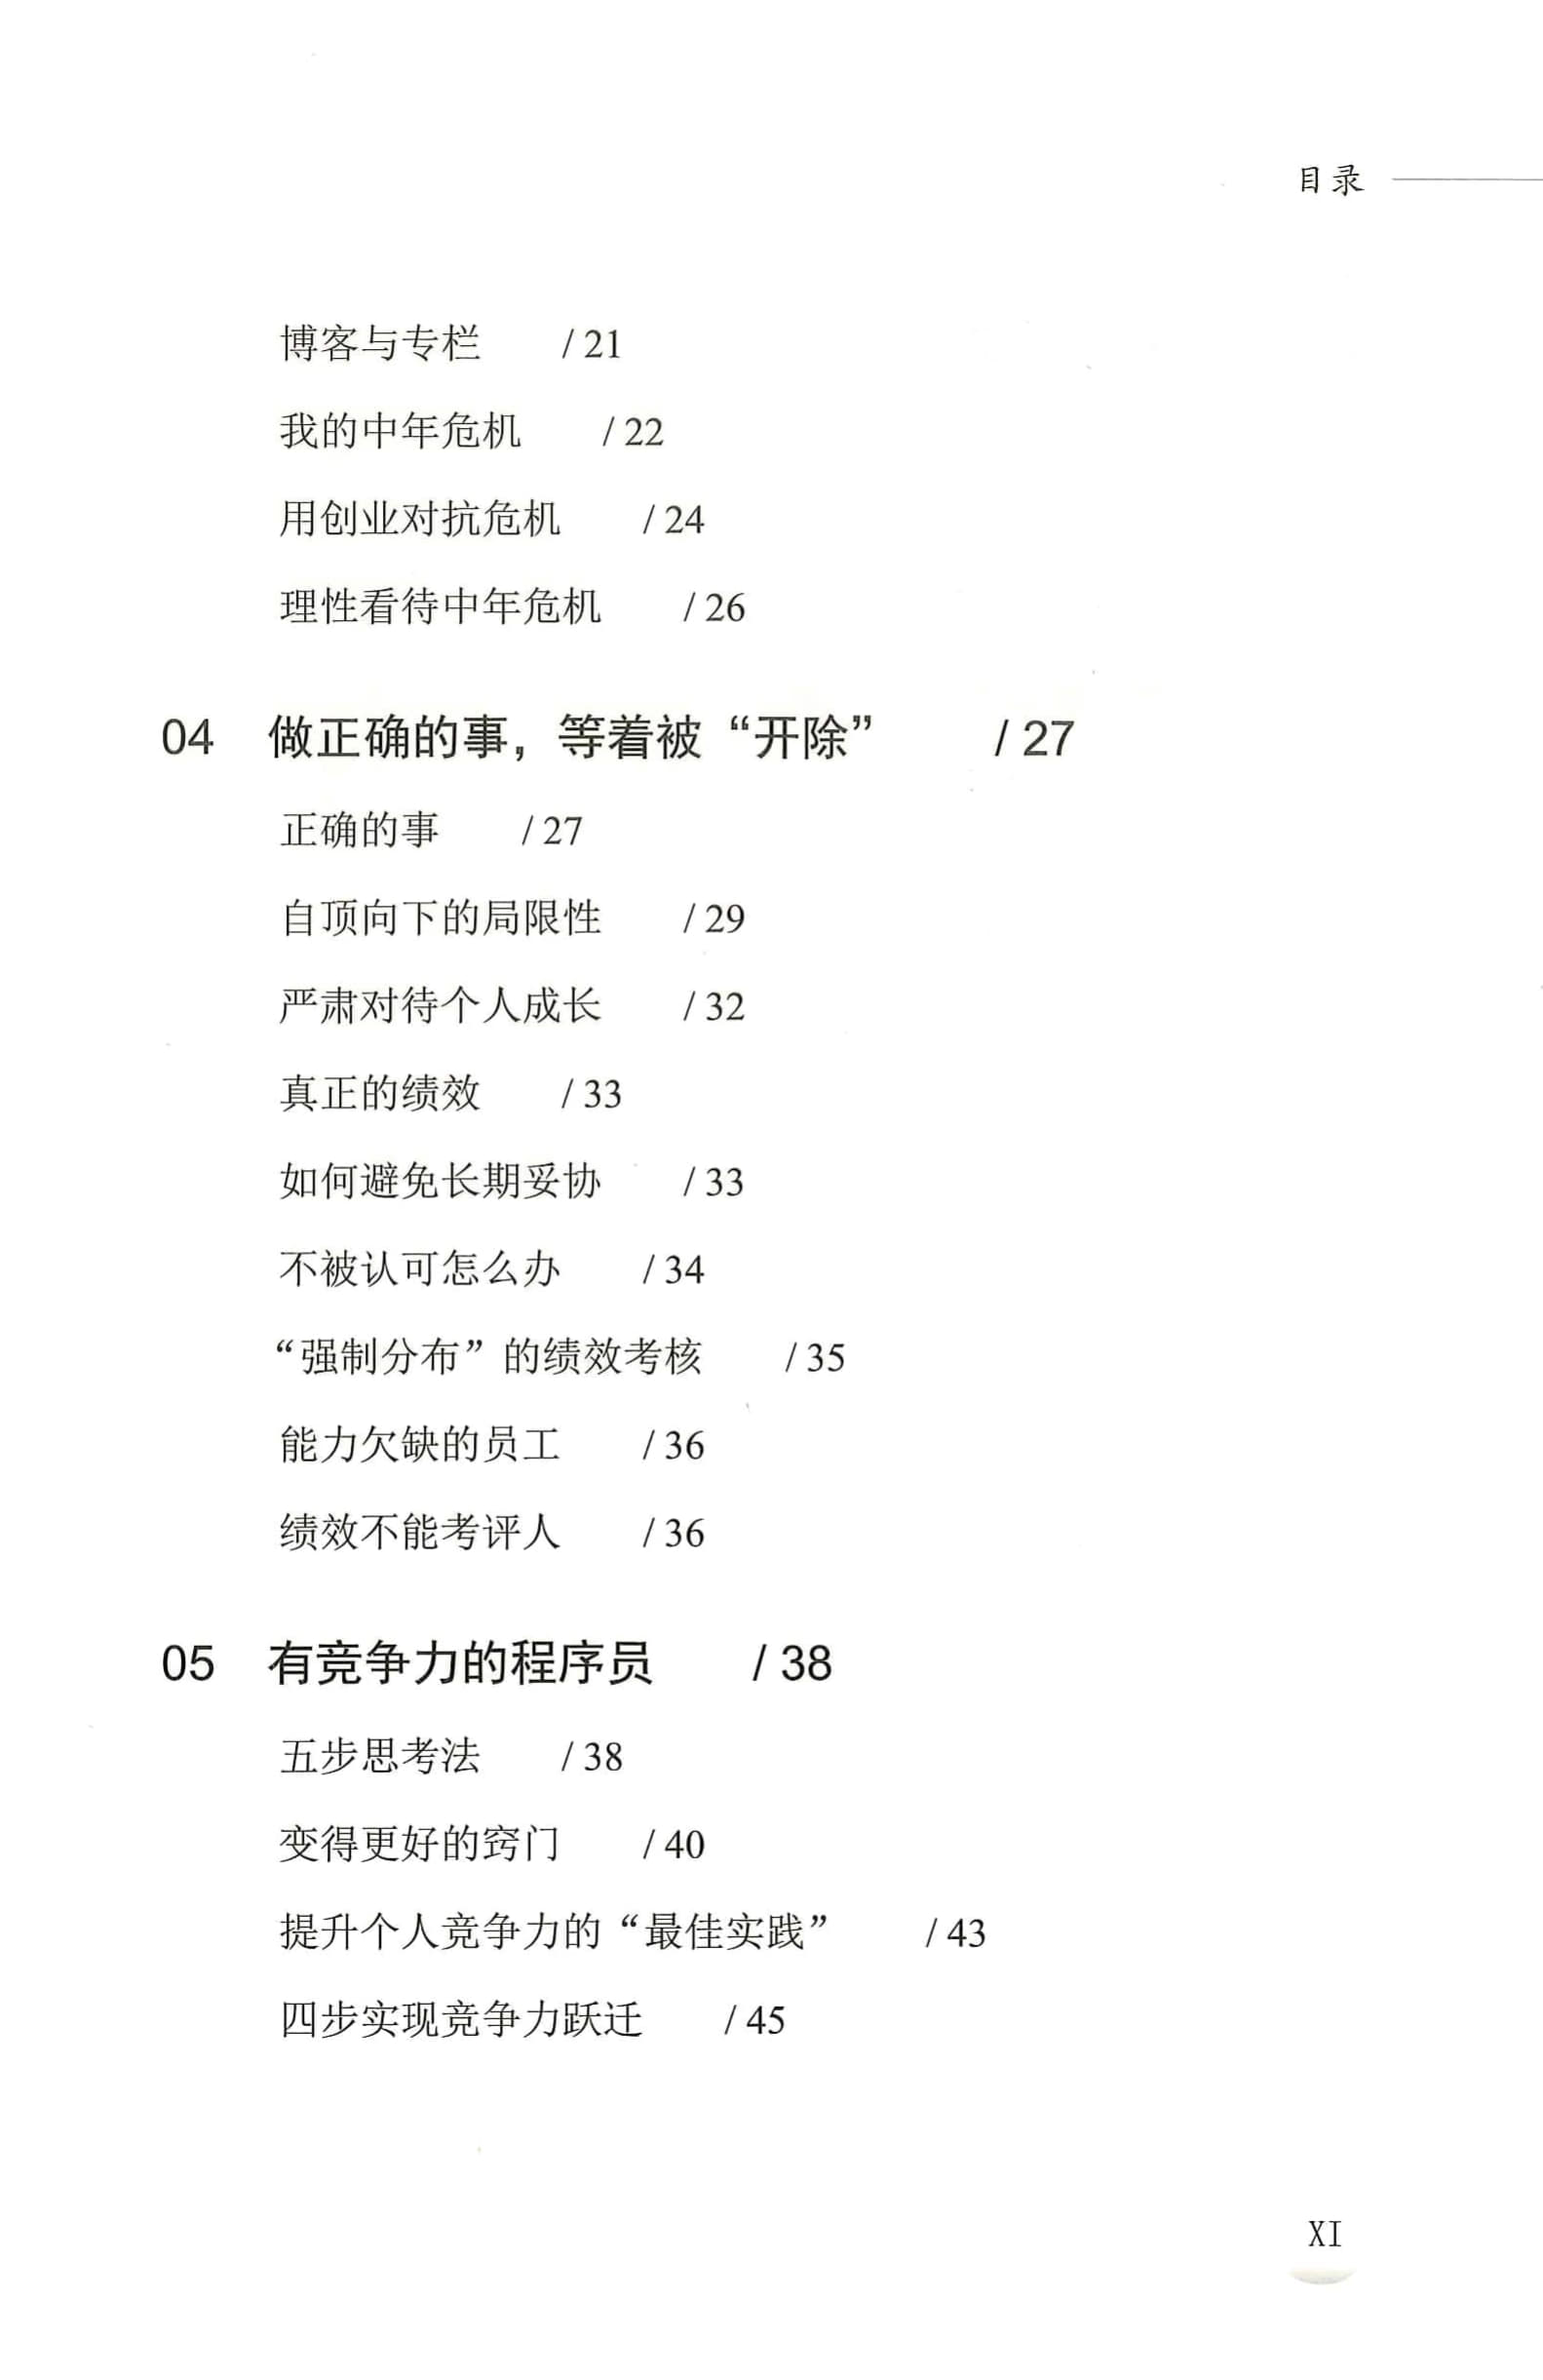 目录
博客与专栏 / 21
我的中年危机 / 22
用创业对抗危机 / 24
理性看待中年危机 / 26
04 做正确的事，等着被“开除” / 27
正确的事 / 27
自顶向下的局限性 / 29
严肃对待个人成长 / 32
真正的绩效 / 33
如何避免长期妥协 / 33
不被认可怎么办 / 34
“强制分布”的绩效考核 / 35
能力欠缺的员工 / 36
绩效不能考评人 / 36
05 有竞争力的程序员 / 38
五步思考法 / 38
变得更好的窍门 / 40
提升个人竞争力的“最佳实践” / 43
四步实现竞争力跃迁 / 45
XI